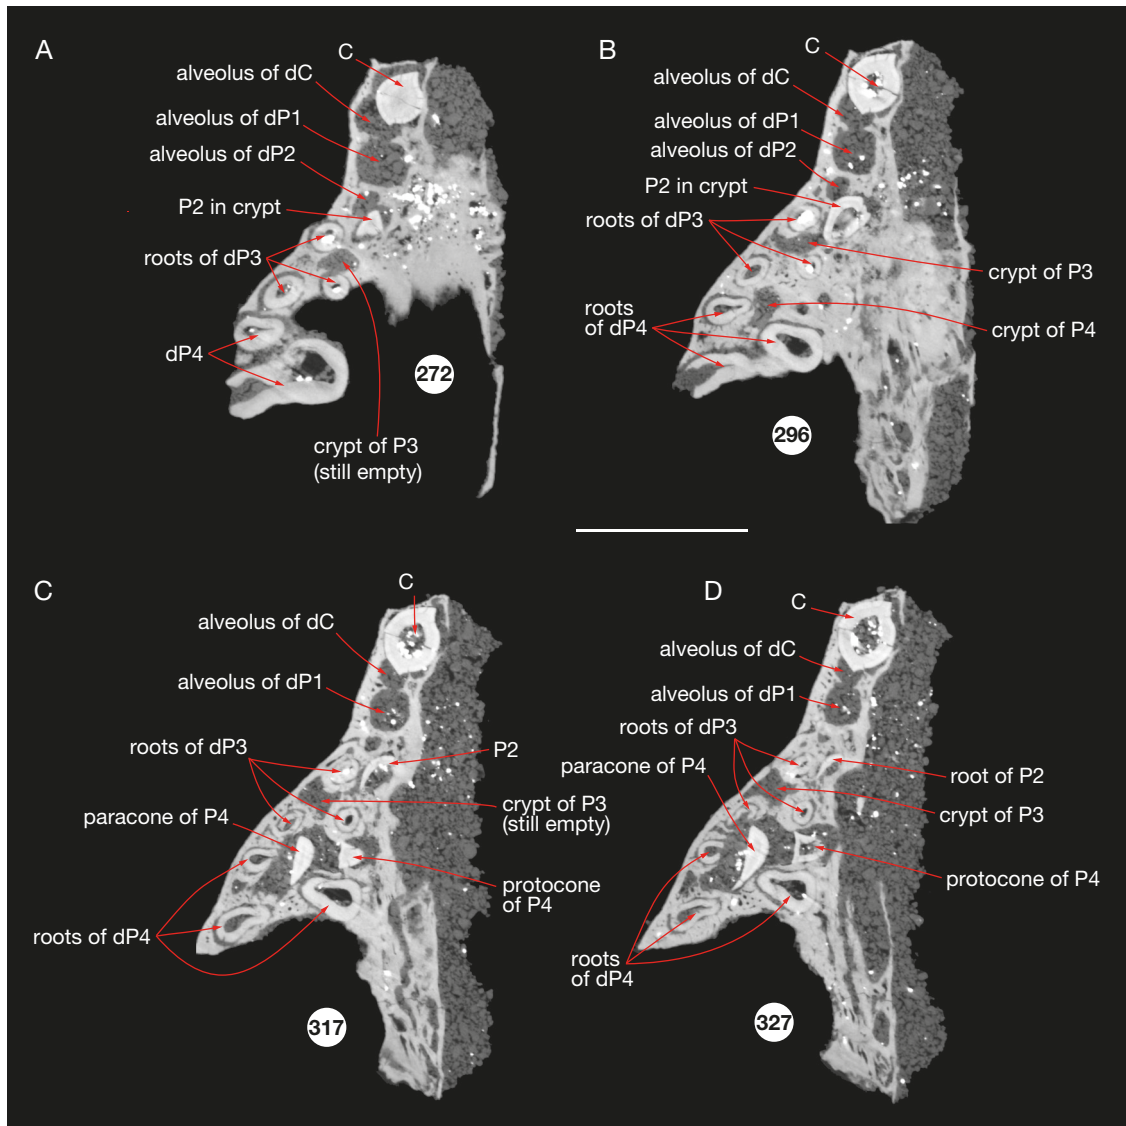 A
C
alveolus of dC
alveolus of dP1
alveolus of dP2
P2 in crypt
roots of dP3
dP4
272
crypt of P3
(still empty)
B
C
alveolus of dC
alveolus of dP1
alveolus of dP2
P2 in crypt
roots of dP3
crypt of P3
roots
of dP4
crypt of P4
296
C
C
alveolus of dC
alveolus of dP1
roots of dP3
P2
crypt of P3
(still empty)
paracone of P4
protocone
of P4
roots of dP4
317
D
C
alveolus of dC
alveolus of dP1
roots of dP3
paracone of P4
root of P2
crypt of P3
protocone of P4
roots
of dP4
327